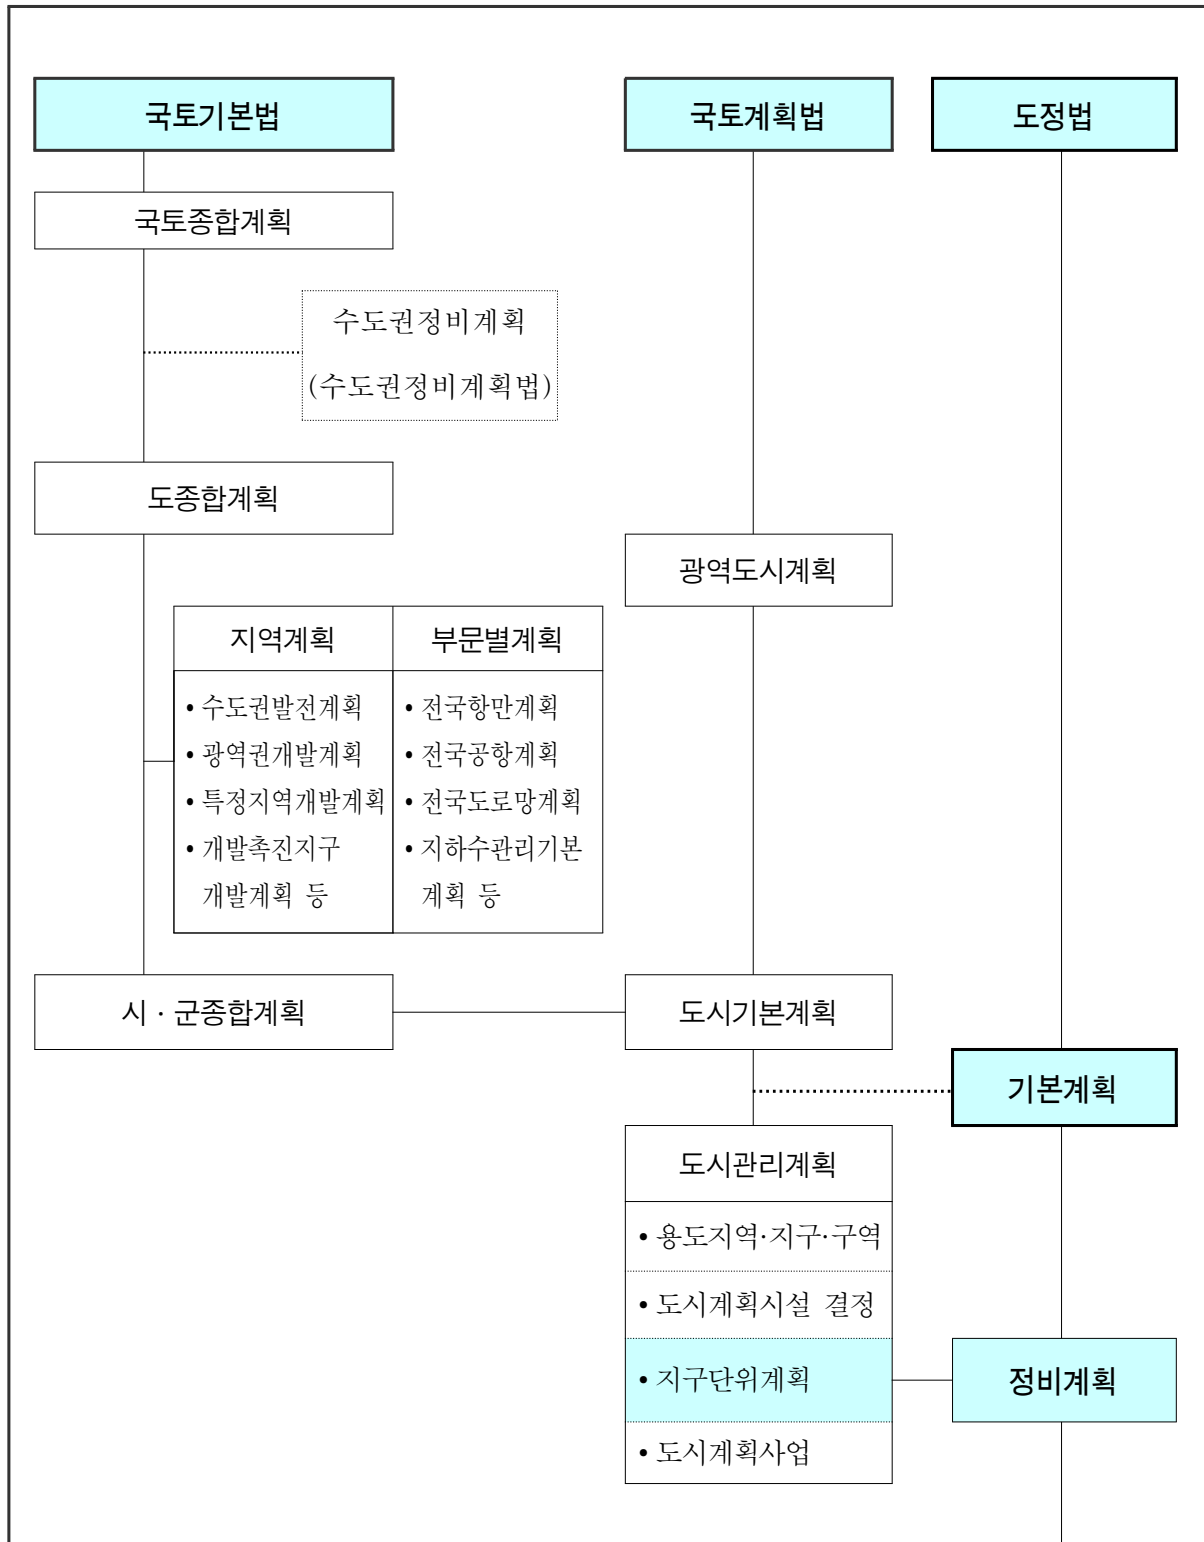 국토기본법
국토계획법
도정법
국토종합계획
수도권정비계획
(수도권정비계획법)
도종합계획
광역도시계획
지역계획
• 수도권발전계획
• 광역권개발계획
• 특정지역개발계획
• 개발촉진지구
개발계획 등
부문별계획
• 전국항만계획
• 전국공항계획
• 전국도로망계획
• 지하수관리기본
계획 등
시 · 군종합계획
도시기본계획
기본계획
도시관리계획
• 용도지역·지구·구역
• 도시계획시설 결정
• 지구단위계획
정비계획
• 도시계획사업